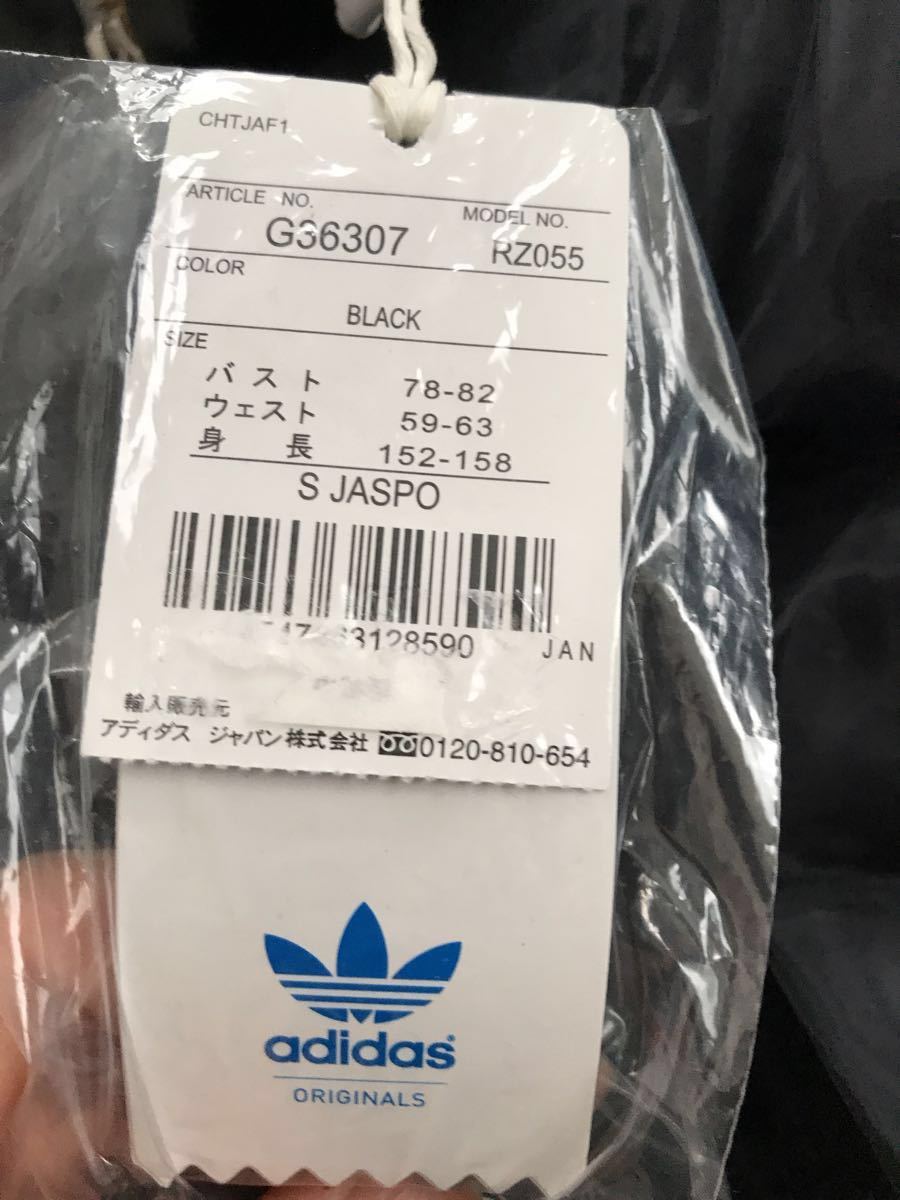 CHTJAF1
ARTICLE NO. MODEL NO.
G36307 RZ055
COLOR
BLACK
SIZE
バスト 78-82
ウェスト 59-63
身長 152-158
S JASPO
3128590 JAN
輸入販売元
アディダス ジャパン株式会社 0120-810-654
adidas
ORIGINALS